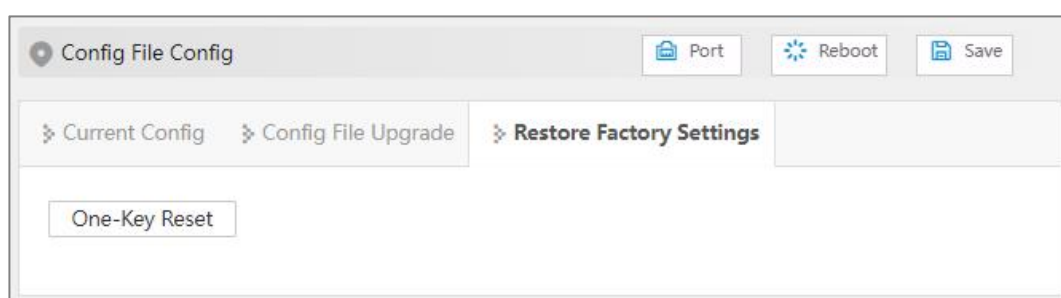 Config File Config Port Reboot Save
Current Config Config File Upgrade Restore Factory Settings
One-Key Reset